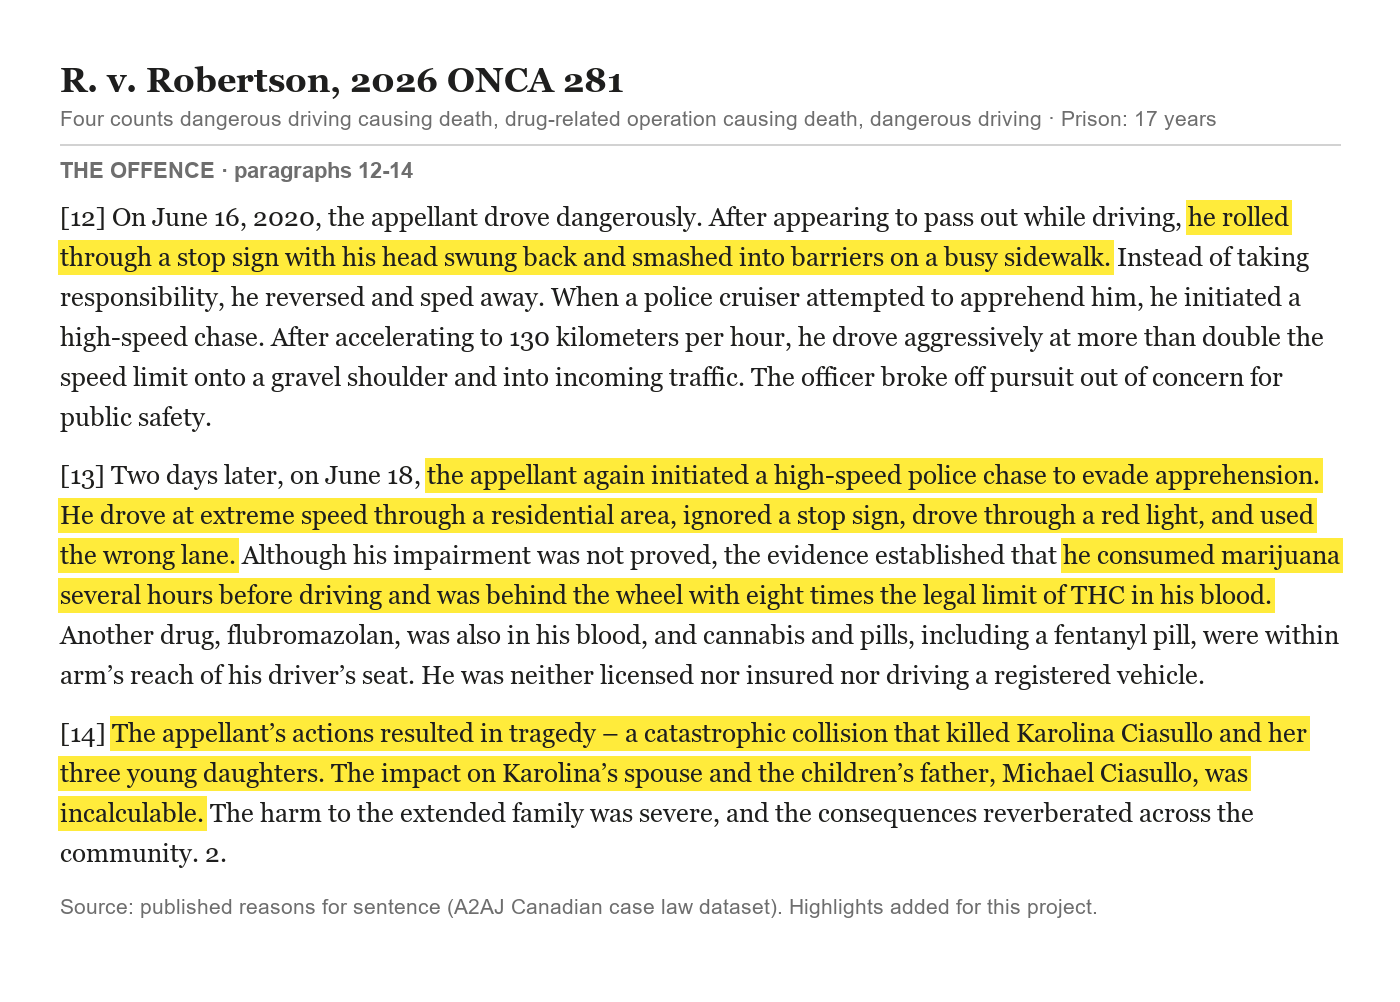 R. v. Robertson, 2026 ONCA 281
Four counts dangerous driving causing death, drug-related operation causing death, dangerous driving · Prison: 17 years
THE OFFENCE · paragraphs 12-14
[12] On June 16, 2020, the appellant drove dangerously. After appearing to pass out while driving, he rolled
through a stop sign with his head swung back and smashed into barriers on a busy sidewalk. Instead of taking
responsibility, he reversed and sped away. When a police cruiser attempted to apprehend him, he initiated a
high-speed chase. After accelerating to 130 kilometers per hour, he drove aggressively at more than double the
speed limit onto a gravel shoulder and into incoming traffic. The officer broke off pursuit out of concern for
public safety.
[13] Two days later, on June 18, the appellant again initiated a high-speed police chase to evade apprehension.
He drove at extreme speed through a residential area, ignored a stop sign, drove through a red light, and used
the wrong lane. Although his impairment was not proved, the evidence established that he consumed marijuana
several hours before driving and was behind the wheel with eight times the legal limit of THC in his blood.
Another drug, flubromazolan, was also in his blood, and cannabis and pills, including a fentanyl pill, were within
arm’s reach of his driver’s seat. He was neither licensed nor insured nor driving a registered vehicle.
[14] The appellant’s actions resulted in tragedy – a catastrophic collision that killed Karolina Ciasullo and her
three young daughters. The impact on Karolina’s spouse and the children’s father, Michael Ciasullo, was
incalculable. The harm to the extended family was severe, and the consequences reverberated across the
community. 2.
Source: published reasons for sentence (A2AJ Canadian case law dataset). Highlights added for this project.